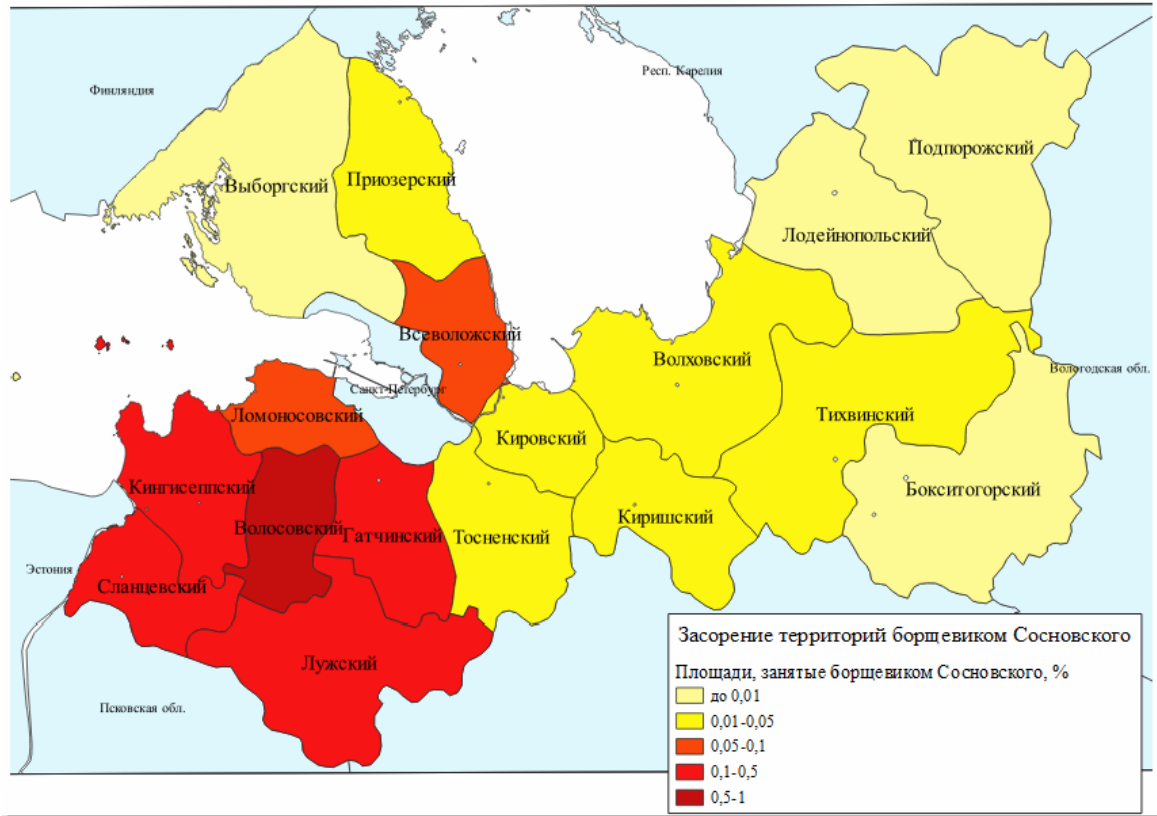 Финляндия
Респ. Карелия
Подпорожский
Выборгский
Приозерский
Лодейнопольский
Всеволожский
Волховский
Вологодская обл.
Санкт-Петербург
Ломоносовский
Тихвинский
Кировский
Кингисеппский
Бокситогорский
Волосовский
Гатчинский
Тосненский
Киришский
Эстония
Сланцевский
Лужский
Псковская обл.
Засорение территорий борщевиком Сосновского
Площади, занятые борщевиком Сосновского, %
до 0,01
0,01-0,05
0,05-0,1
0,1-0,5
0,5-1